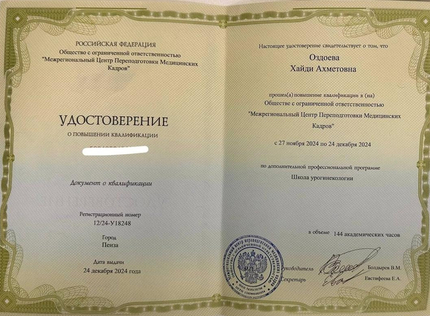 РОССИЙСКАЯ ФЕДЕРАЦИЯ
Общество с ограниченной ответственностью
"Межрегиональный Центр Переподготовки Медицинских
Кадров"
УДОСТОВЕРЕНИЕ
О ПОВЫШЕНИИ КВАЛИФИКАЦИИ
Документ о квалификации
Регистрационный номер
12/24-У18248
Город
Пенза
Дата выдачи
24 декабря 2024 года
Настоящее удостоверение свидетельствует о том, что
Оздоева
Хайди Ахметовна
прошел(а) повышение квалификации в (на)
Общество с ограниченной ответственностью
"Межрегиональный Центр Переподготовки Медицинских
Кадров"
с 27 ноября 2024 по 24 декабря 2024
по дополнительной профессиональной программе
Школа урогинекологии
в объеме 144 академических часов
Руководитель Болдырев В.М.
Секретарь Евстифеева Е.А.